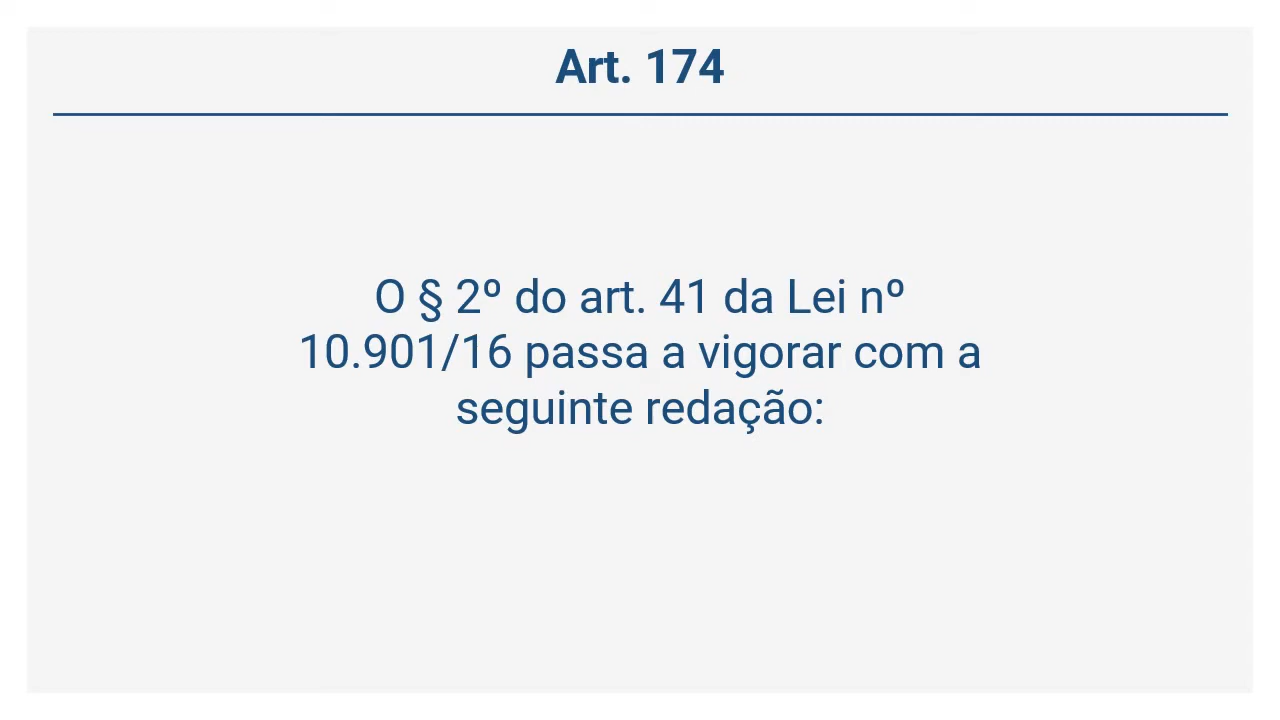 Art. 174
O § 2º do art. 41 da Lei nº
10.901/16 passa a vigorar com a
seguinte redação: